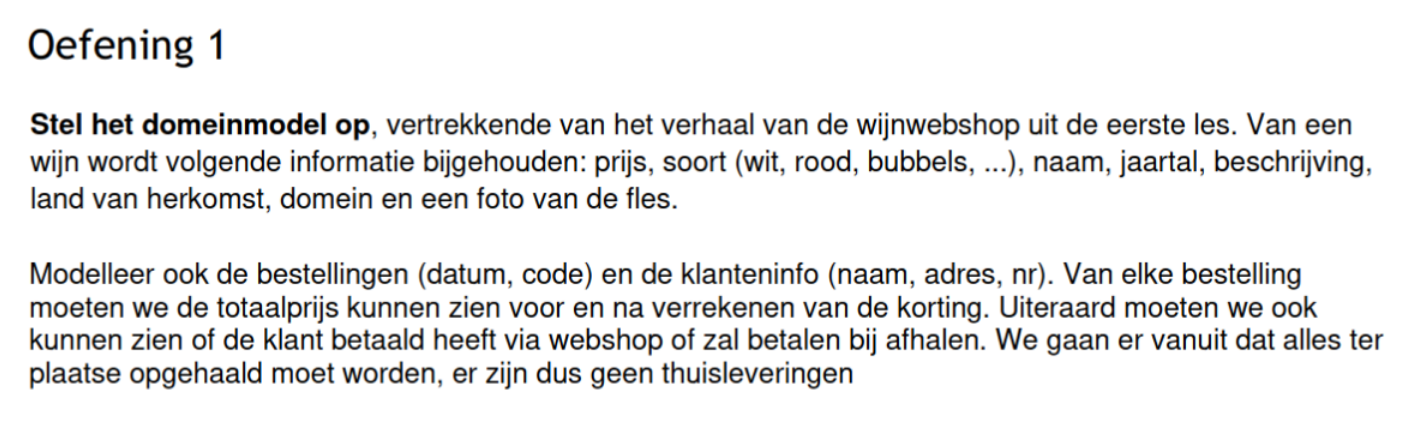 Oefening 1
Stel het domeinmodel op, vertrekkende van het verhaal van de wijnwebshop uit de eerste les. Van een
wijn wordt volgende informatie bijgehouden: prijs, soort (wit, rood, bubbels, ...), naam, jaartal, beschrijving,
land van herkomst, domein en een foto van de fles.
Modelleer ook de bestellingen (datum, code) en de klanteninfo (naam, adres, nr). Van elke bestelling
moeten we de totaalprijs kunnen zien voor en na verrekenen van de korting. Uiteraard moeten we ook
kunnen zien of de klant betaald heeft via webshop of zal betalen bij afhalen. We gaan er vanuit dat alles ter
plaatse opgehaald moet worden, er zijn dus geen thuisleveringen